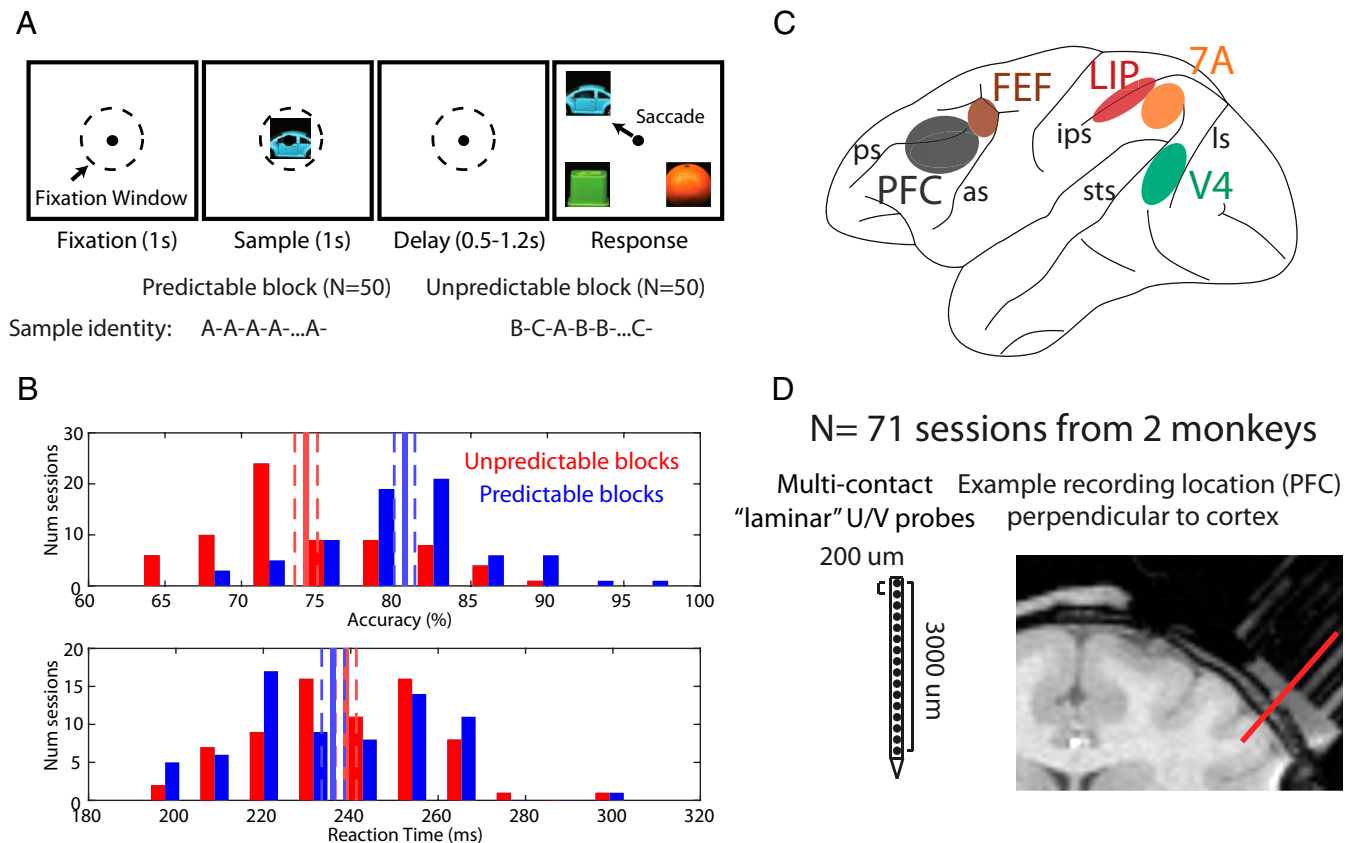 A
Fixation Window
Saccade
Fixation (1s) Sample (1s) Delay (0.5-1.2s) Response
Predictable block (N=50) Unpredictable block (N=50)
Sample identity: A-A-A-A-...A- B-C-A-B-B-...C-
B
Num sessions
30
20
10
0
Unpredictable blocks
Predictable blocks
60 65 70 75 80 85 90 95 100
Accuracy (%)
Num sessions
20
15
10
5
0
180 200 220 240 260 280 300 320
Reaction Time (ms)
C
7A
LIP
FEF
ips
ls
ps
PFC
as
sts
V4
D
N= 71 sessions from 2 monkeys
Multi-contact
“laminar” U/V probes
Example recording location (PFC)
perpendicular to cortex
200 um
3000 um